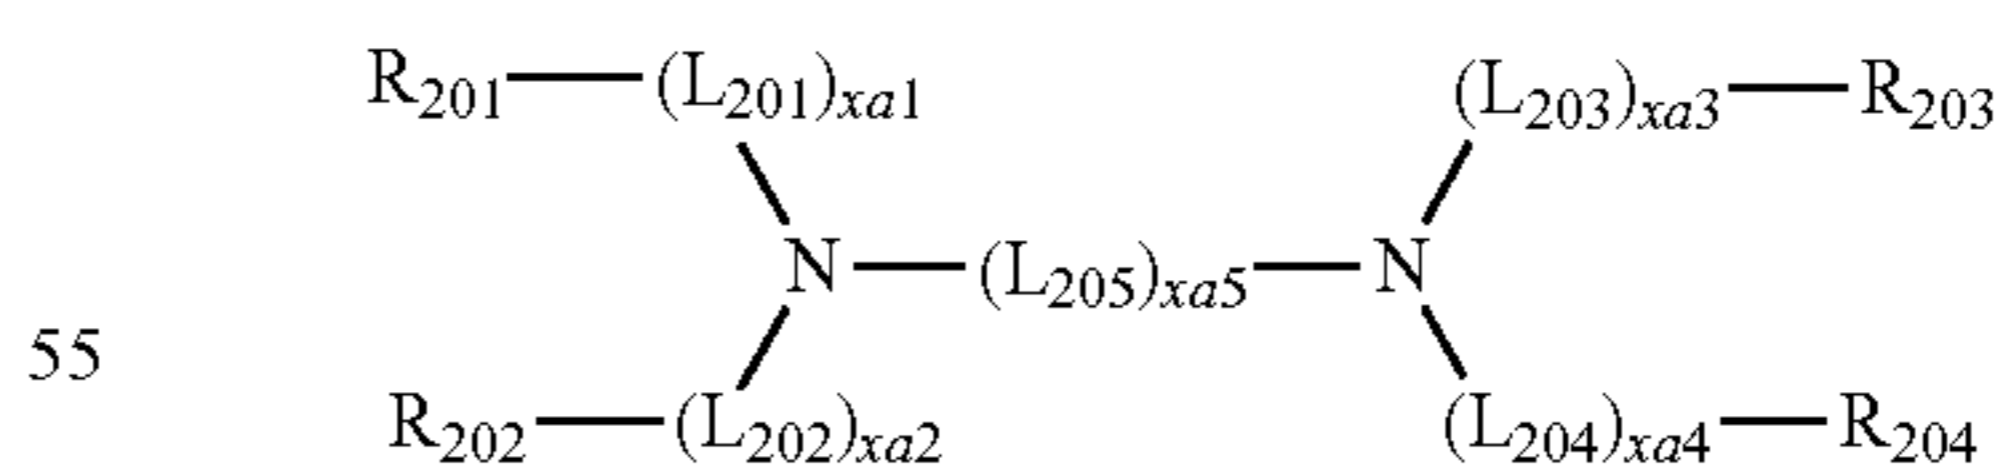 R201—(L201)xa1 (L203)xa3—R203
N—(L205)xa5—N
55
R202—(L202)xa2 (L204)xa4—R204